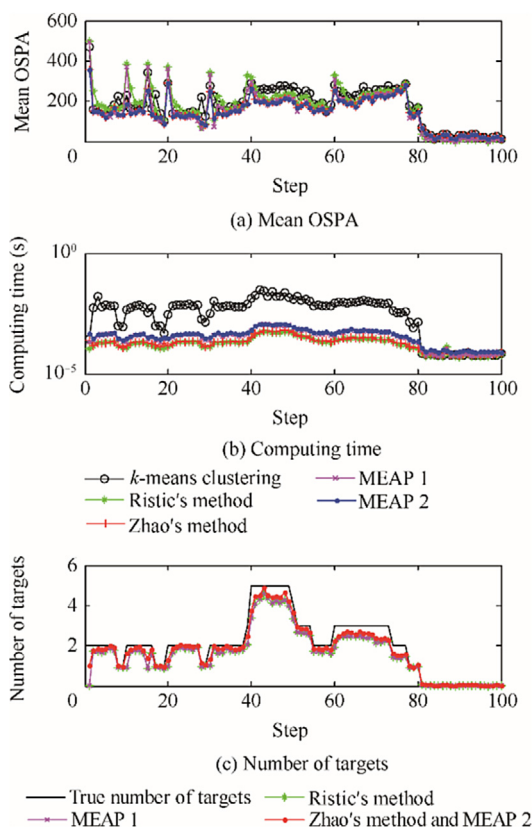 600
400
200
Mean OSPA
0 20 40 60 80 100
Step
(a) Mean OSPA
10⁰
10⁻⁵
Computing time (s)
0 20 40 60 80 100
Step
(b) Computing time
k-means clustering
MEAP 1
Ristic's method
MEAP 2
Zhao's method
6
4
2
0
Number of targets
0 20 40 60 80 100
Step
(c) Number of targets
True number of targets
Ristic's method
MEAP 1
Zhao's method and MEAP 2